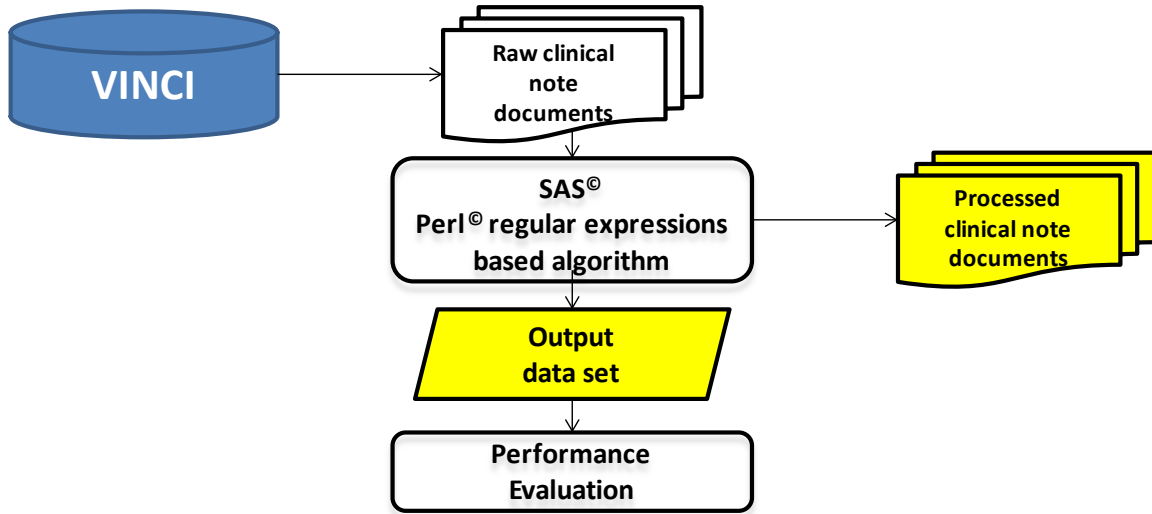 VINCI
Raw clinical
note
documents
SAS©
Perl© regular expressions
based algorithm
Processed
clinical note
documents
Output
data set
Performance
Evaluation